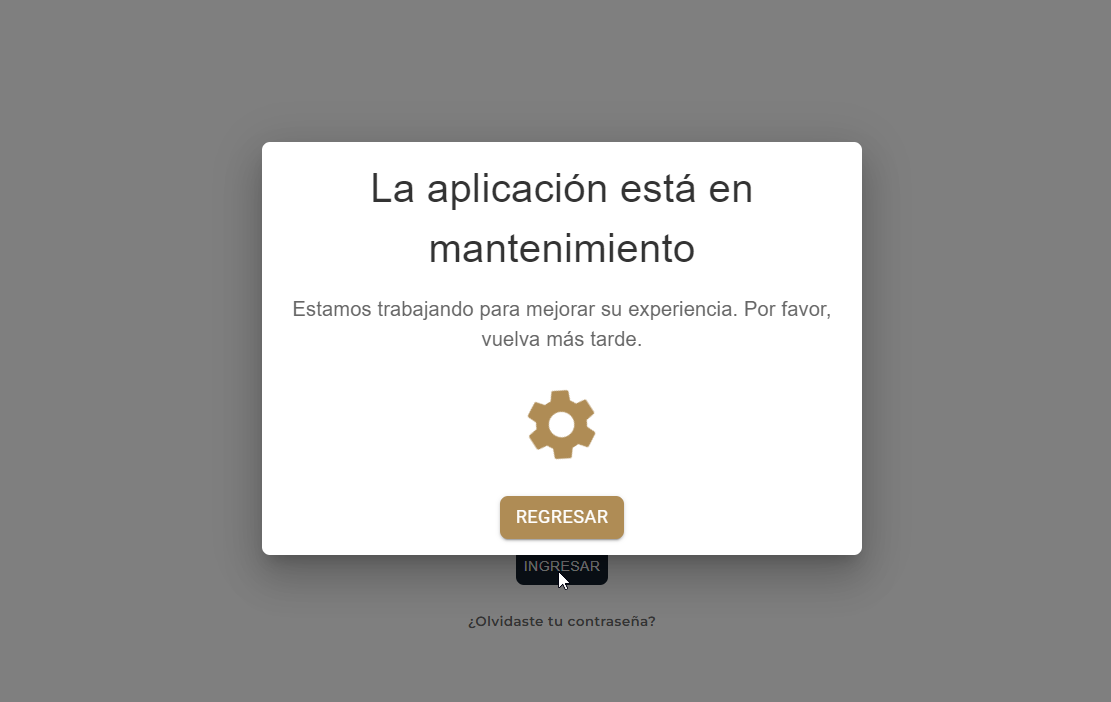 La aplicación está en
mantenimiento
Estamos trabajando para mejorar su experiencia. Por favor,
vuelva más tarde.
REGRESAR
INGRESAR
¿Olvidaste tu contraseña?